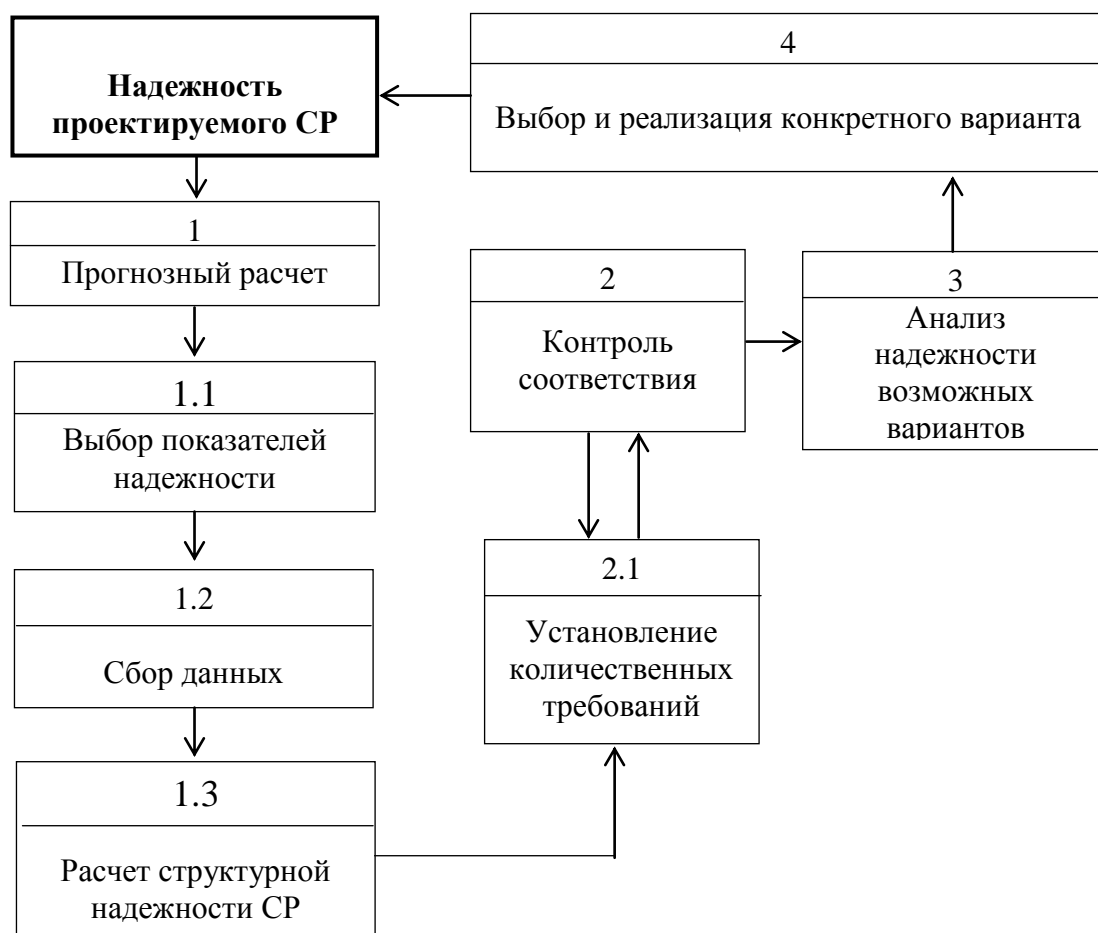 Надежность
проектируемого СР
1
Прогнозный расчет
1.1
Выбор показателей
надежности
1.2
Сбор данных
1.3
Расчет структурной
надежности СР
2.1
Установление
количественных
требований
2
Контроль
соответствия
3
Анализ
надежности
возможных
вариантов
4
Выбор и реализация конкретного варианта